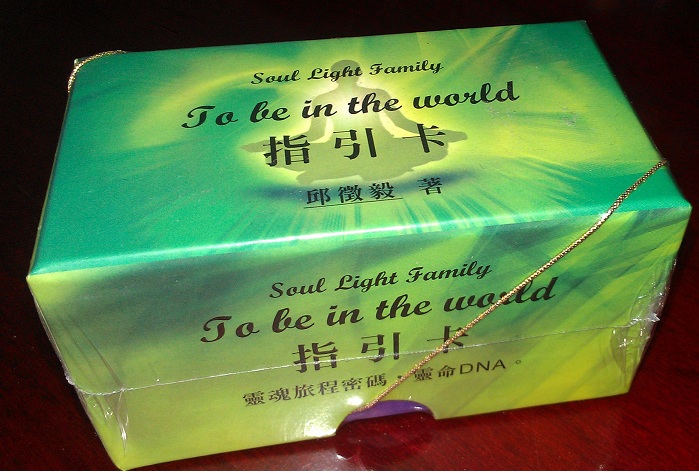 Soul Light Family
To be in the world
指引卡
邱徵毅 著
Soul Light Family
To be in the world
指引卡
靈魂旅程密碼，靈命DNA。